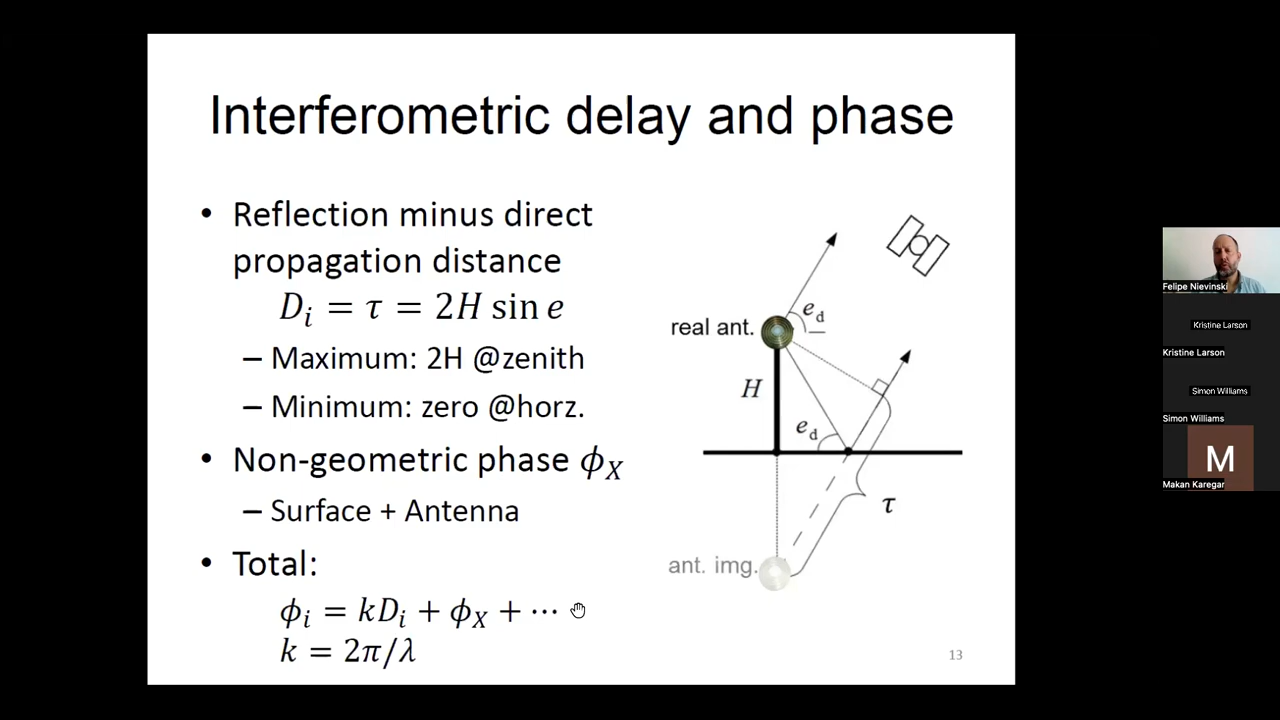 Interferometric delay and phase
• Reflection minus direct
propagation distance
D_i = τ = 2H sin e
– Maximum: 2H @zenith
– Minimum: zero @horz.
• Non-geometric phase ϕ_X
– Surface + Antenna
• Total:
ϕ_i = kD_i + ϕ_X + ⋯
k = 2π/λ
real ant.
e_d
H
e_d
τ
ant. img.
13
Felipe Nievinski
Kristine Larson
Kristine Larson
Simon Williams
Simon Williams
M
Makan Karegar